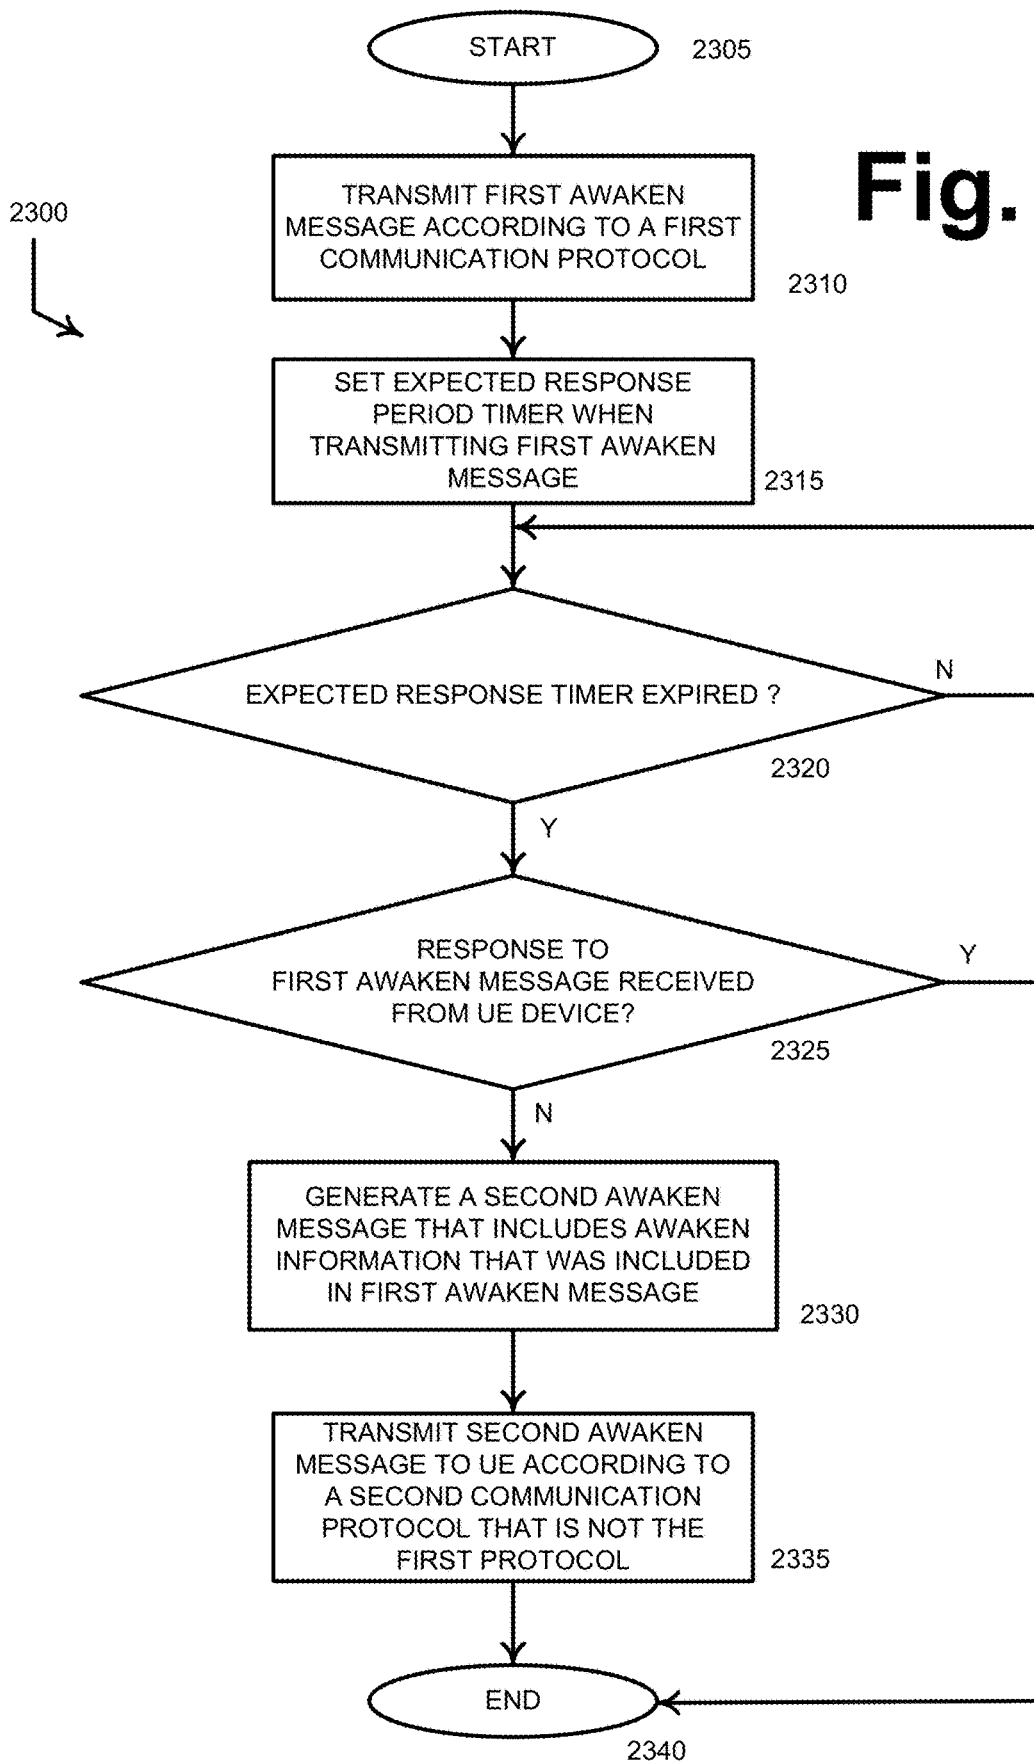 START
2305
Fig.
2300
TRANSMIT FIRST AWAKEN
MESSAGE ACCORDING TO A FIRST
COMMUNICATION PROTOCOL
2310
SET EXPECTED RESPONSE
PERIOD TIMER WHEN
TRANSMITTING FIRST AWAKEN
MESSAGE
2315
EXPECTED RESPONSE TIMER EXPIRED ?
N
2320
Y
RESPONSE TO
FIRST AWAKEN MESSAGE RECEIVED
FROM UE DEVICE?
Y
2325
N
GENERATE A SECOND AWAKEN
MESSAGE THAT INCLUDES AWAKEN
INFORMATION THAT WAS INCLUDED
IN FIRST AWAKEN MESSAGE
2330
TRANSMIT SECOND AWAKEN
MESSAGE TO UE ACCORDING TO
A SECOND COMMUNICATION
PROTOCOL THAT IS NOT THE
FIRST PROTOCOL
2335
END
2340